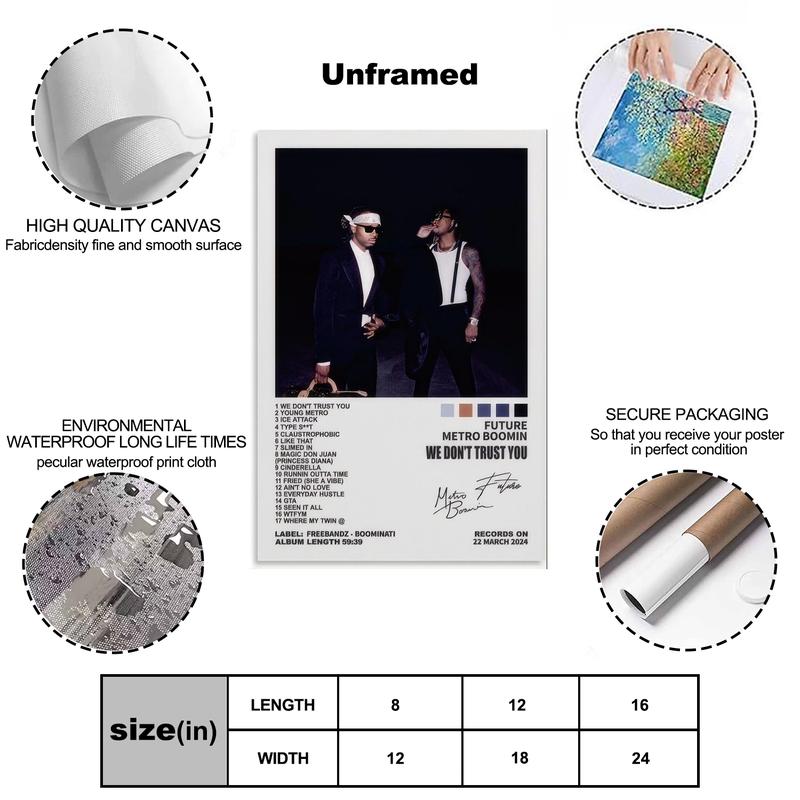 Unframed
HIGH QUALITY CANVAS
Fabricdensity fine and smooth surface
1 WE DON'T TRUST YOU
2 YOUNG METRO
3 ICE ATTACK
4 TYPE S**T
5 CLAUSTROPHOBIC
6 LIKE THAT
7 SLIMED IN
8 MAGIC DON JUAN
(PRINCESS DIANA)
9 CINDERELLA
10 RUNNIN OUTTA TIME
11 FRIED (SHE A VIBE)
12 AIN'T NO LOVE
13 EVERYDAY HUSTLE
14 GTA
15 SEEN IT ALL
16 WTFYM
17 WHERE MY TWIN @
FUTURE
METRO BOOMIN
WE DON'T TRUST YOU
Metro Future
Boomin
LABEL: FREEBANDZ - BOOMINATI
ALBUM LENGTH 59:39
RECORDS ON
22 MARCH 2024
ENVIRONMENTAL
WATERPROOF LONG LIFE TIMES
pecular waterproof print cloth
SECURE PACKAGING
So that you receive your poster
in perfect condition
size(in)
LENGTH 8 12 16
WIDTH 12 18 24